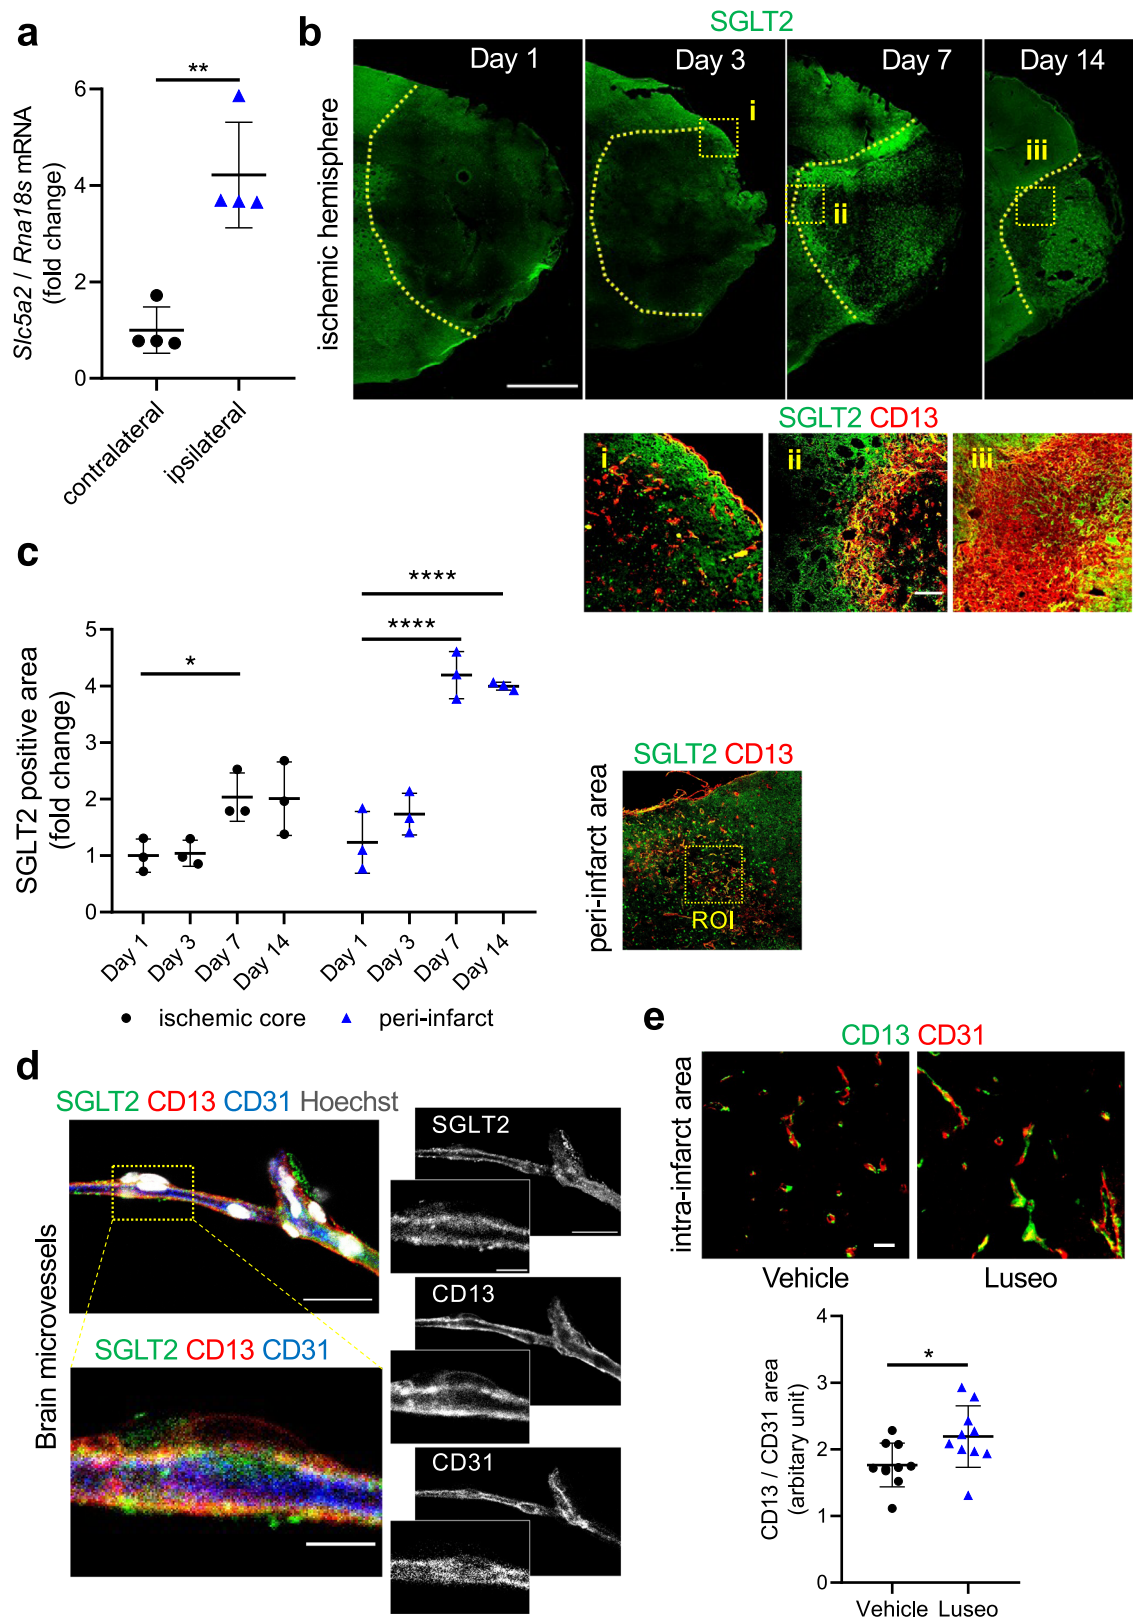 a
**
6
4
2
0
Slc5a2 / Rna18s mRNA
(fold change)
contralateral
ipsilateral
b
SGLT2
Day 1
Day 3
Day 7
Day 14
i
ii
iii
ischemic hemisphere
SGLT2 CD13
i
ii
iii
c
****
****
*
5
4
3
2
1
0
SGLT2 positive area
(fold change)
Day 1
Day 3
Day 7
Day 14
Day 1
Day 3
Day 7
Day 14
ischemic core
peri-infarct
SGLT2 CD13
ROI
peri-infarct area
d
SGLT2 CD13 CD31 Hoechst
SGLT2 CD13 CD31
Brain microvessels
SGLT2
CD13
CD31
e
CD13 CD31
intra-infarct area
Vehicle
Luseo
*
3
2
1
0
CD13 / CD31 area
(arbitary unit)
Vehicle
Luseo